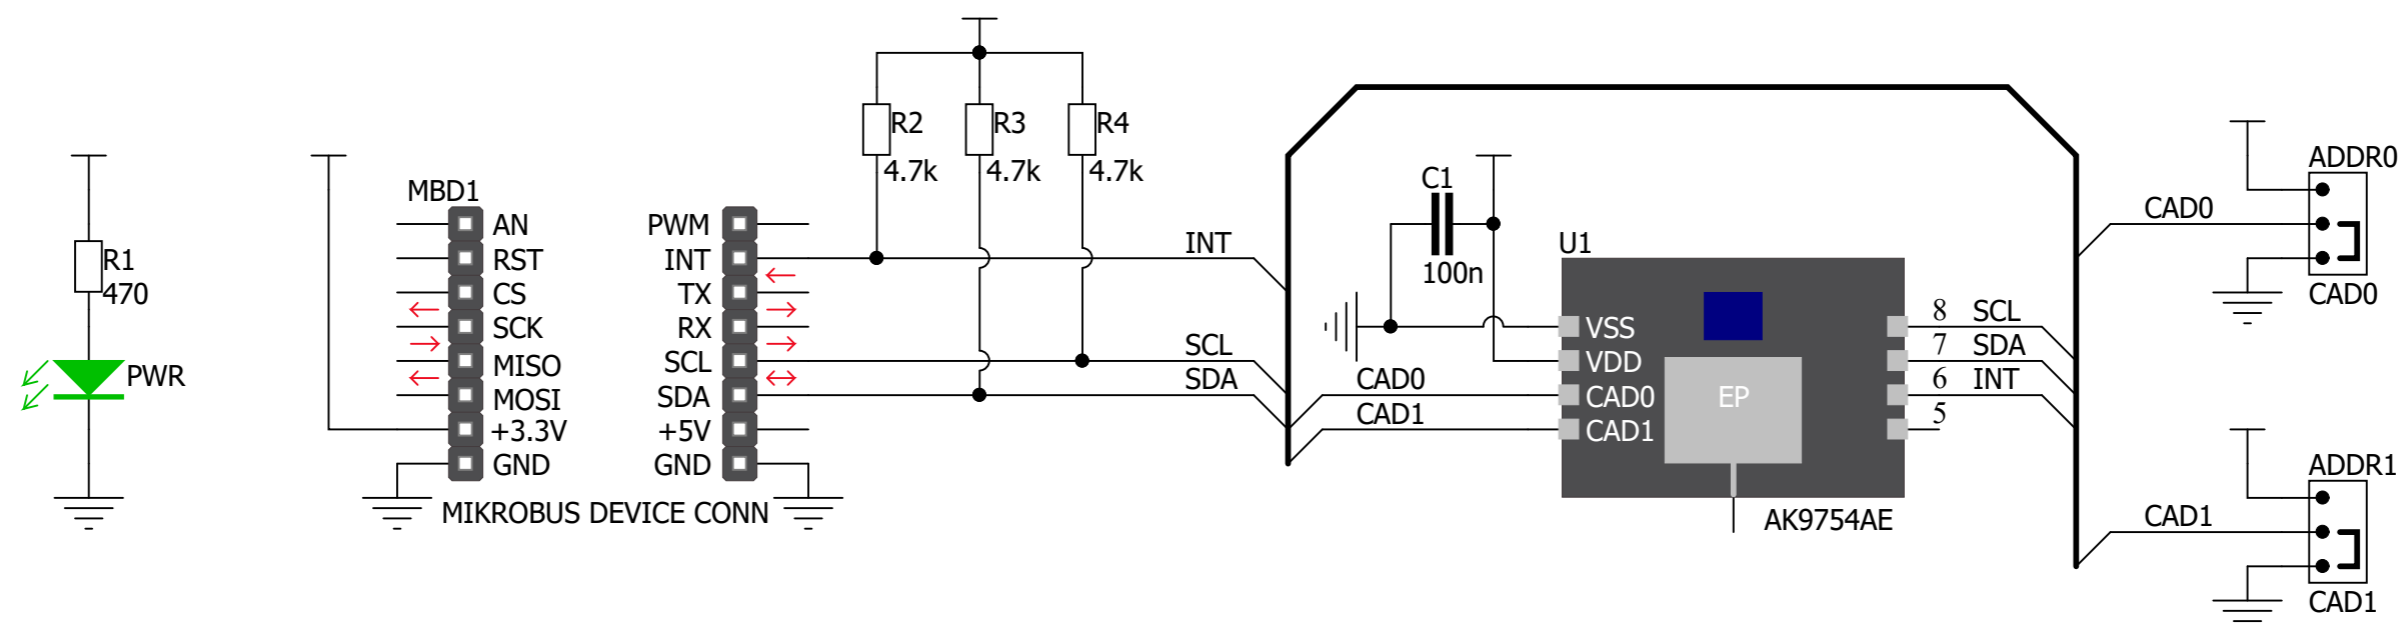 R1
470
PWR
MBD1
AN
RST
CS
SCK
MISO
MOSI
+3.3V
GND
PWM
INT
TX
RX
SCL
SDA
+5V
GND
MIKROBUS DEVICE CONN
R2
4.7k
R3
4.7k
R4
4.7k
INT
SCL
SDA
CAD0
CAD1
C1
100n
U1
VSS
VDD
CAD0
CAD1
EP
8 SCL
7 SDA
6 INT
5
AK9754AE
CAD0
ADDR0
CAD0
CAD1
ADDR1
CAD1